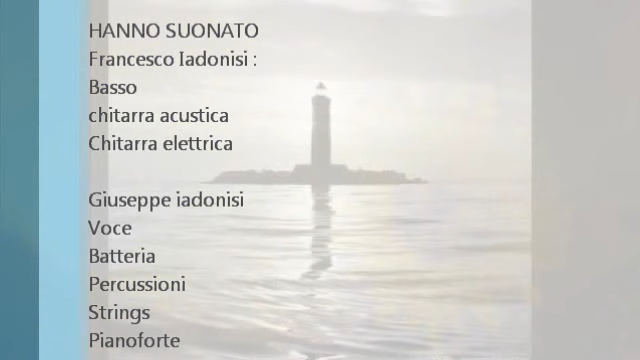 HANNO SUONATO
Francesco Iadonisi :
Basso
chitarra acustica
Chitarra elettrica
Giuseppe iadonisi
Voce
Batteria
Percussioni
Strings
Pianoforte